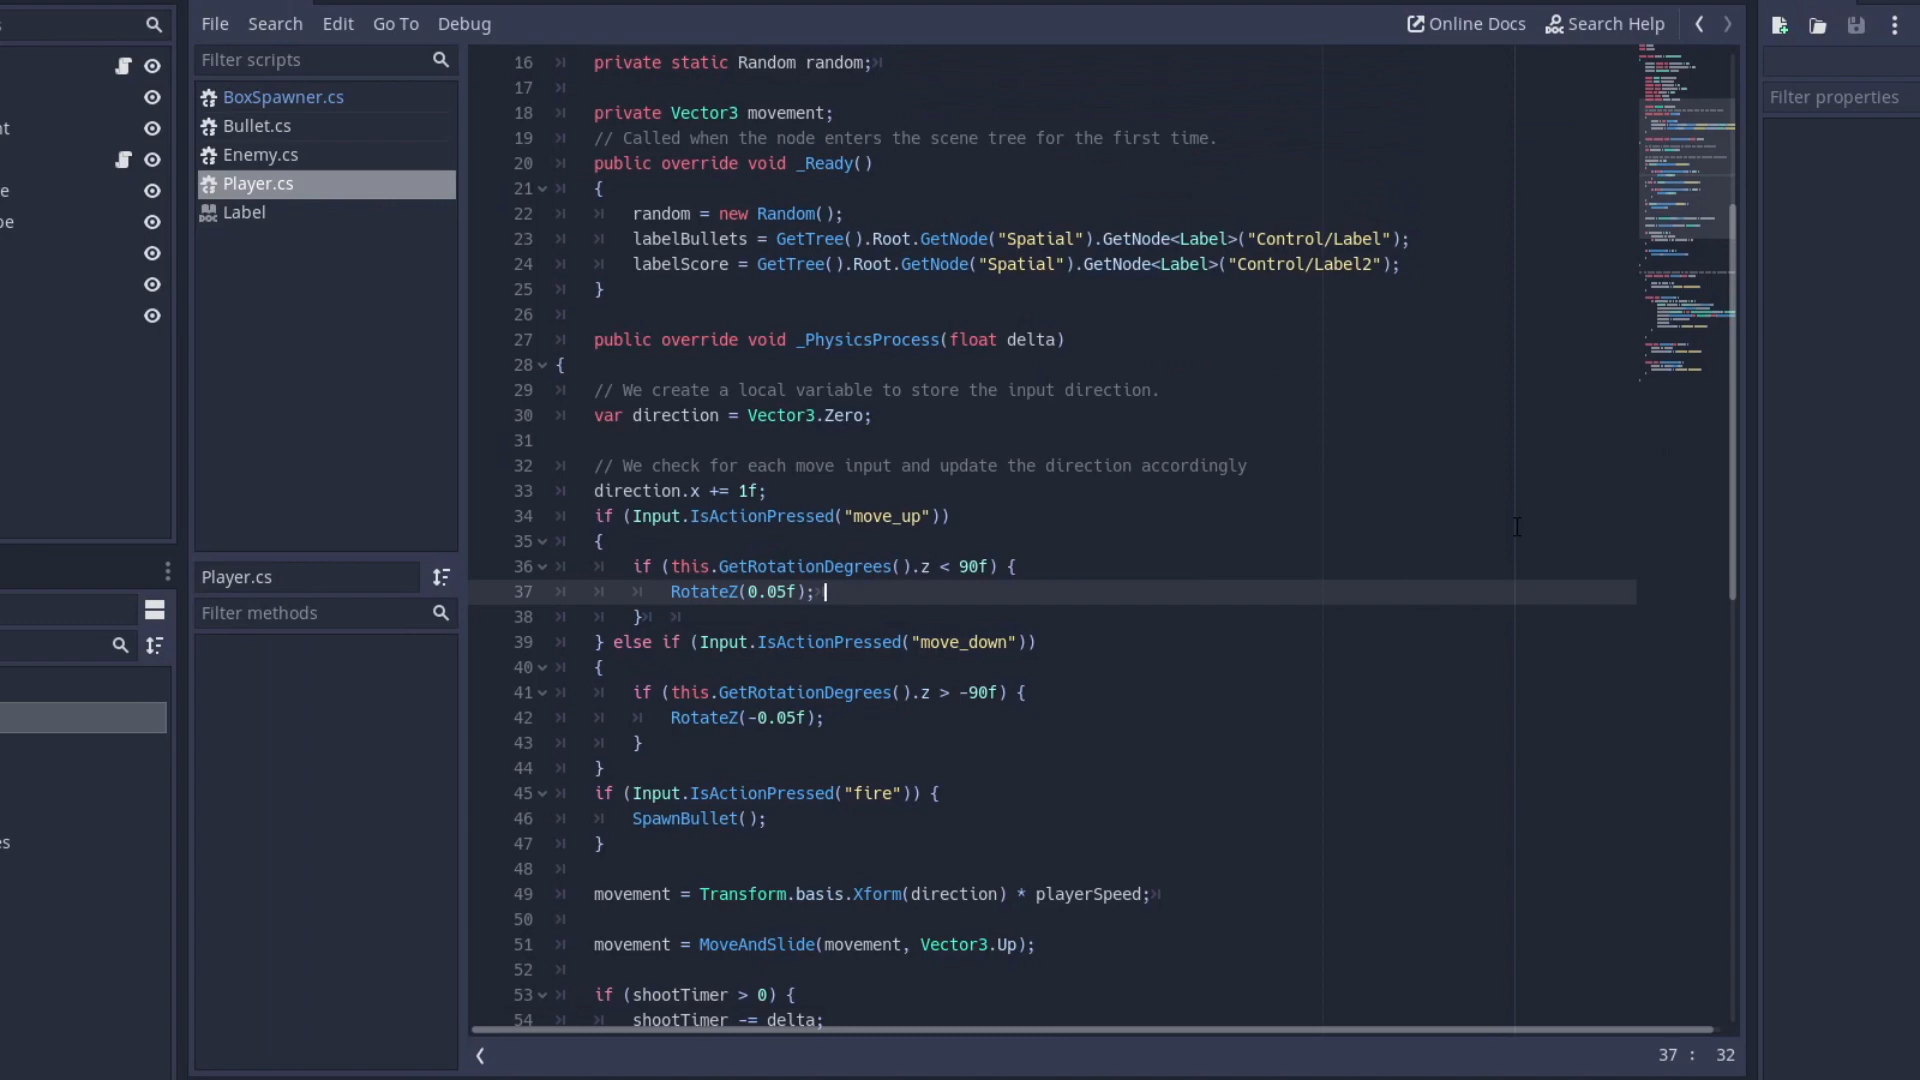 File Search Edit Go To Debug
Online Docs Search Help
Filter scripts
BoxSpawner.cs
Bullet.cs
Enemy.cs
Player.cs
Label
Player.cs
Filter methods
16 private static Random random;
17
18 private Vector3 movement;
19 // Called when the node enters the scene tree for the first time.
20 public override void _Ready()
21 {
22 random = new Random();
23 labelBullets = GetTree().Root.GetNode("Spatial").GetNode<Label>("Control/Label");
24 labelScore = GetTree().Root.GetNode("Spatial").GetNode<Label>("Control/Label2");
25 }
26
27 public override void _PhysicsProcess(float delta)
28 {
29 // We create a local variable to store the input direction.
30 var direction = Vector3.Zero;
31
32 // We check for each move input and update the direction accordingly
33 direction.x += 1f;
34 if (Input.IsActionPressed("move_up"))
35 {
36 if (this.GetRotationDegrees().z < 90f) {
37 RotateZ(0.05f);
38 }
39 } else if (Input.IsActionPressed("move_down"))
40 {
41 if (this.GetRotationDegrees().z > -90f) {
42 RotateZ(-0.05f);
43 }
44 }
45 if (Input.IsActionPressed("fire")) {
46 SpawnBullet();
47 }
48
49 movement = Transform.basis.Xform(direction) * playerSpeed;
50
51 movement = MoveAndSlide(movement, Vector3.Up);
52
53 if (shootTimer > 0) {
54 shootTimer -= delta;
37 : 32
Filter properties